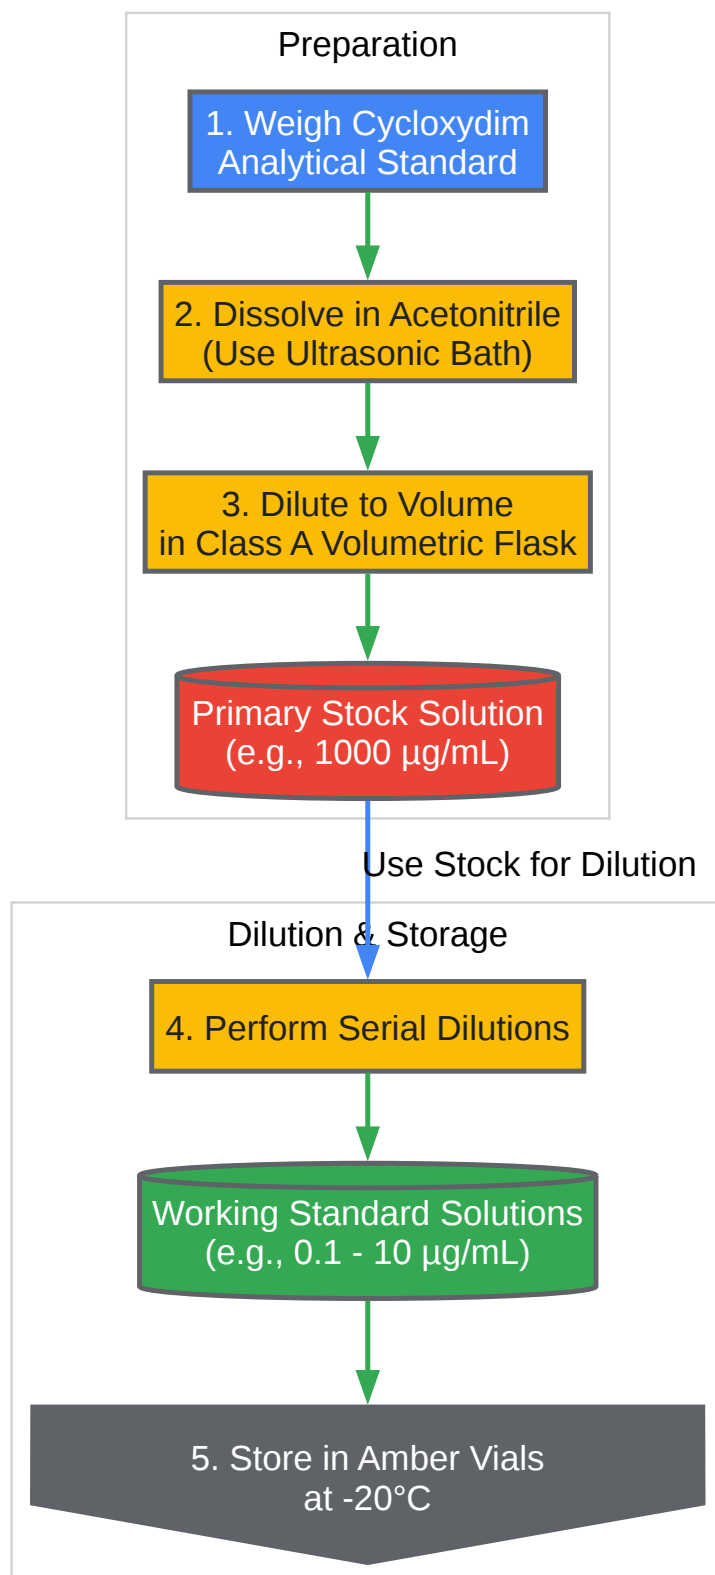 Preparation
1. Weigh Cycloxydim
Analytical Standard
2. Dissolve in Acetonitrile
(Use Ultrasonic Bath)
3. Dilute to Volume
in Class A Volumetric Flask
Primary Stock Solution
(e.g., 1000 µg/mL)
Use Stock for Dilution
Dilution & Storage
4. Perform Serial Dilutions
Working Standard Solutions
(e.g., 0.1 - 10 µg/mL)
5. Store in Amber Vials
at -20°C